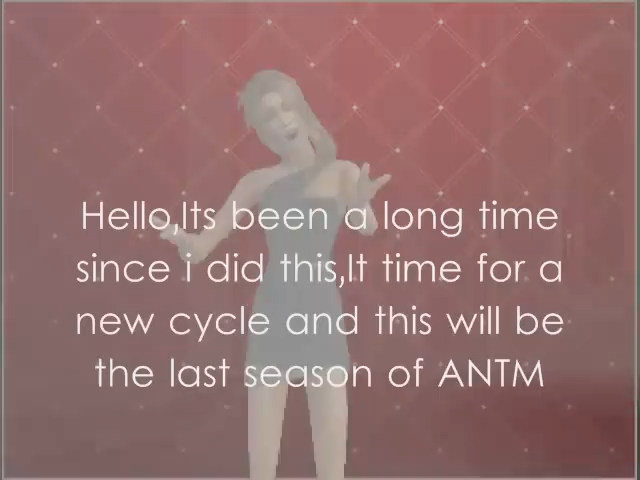 Hello,Its been a long time
since i did this,It time for a
new cycle and this will be
the last season of ANTM